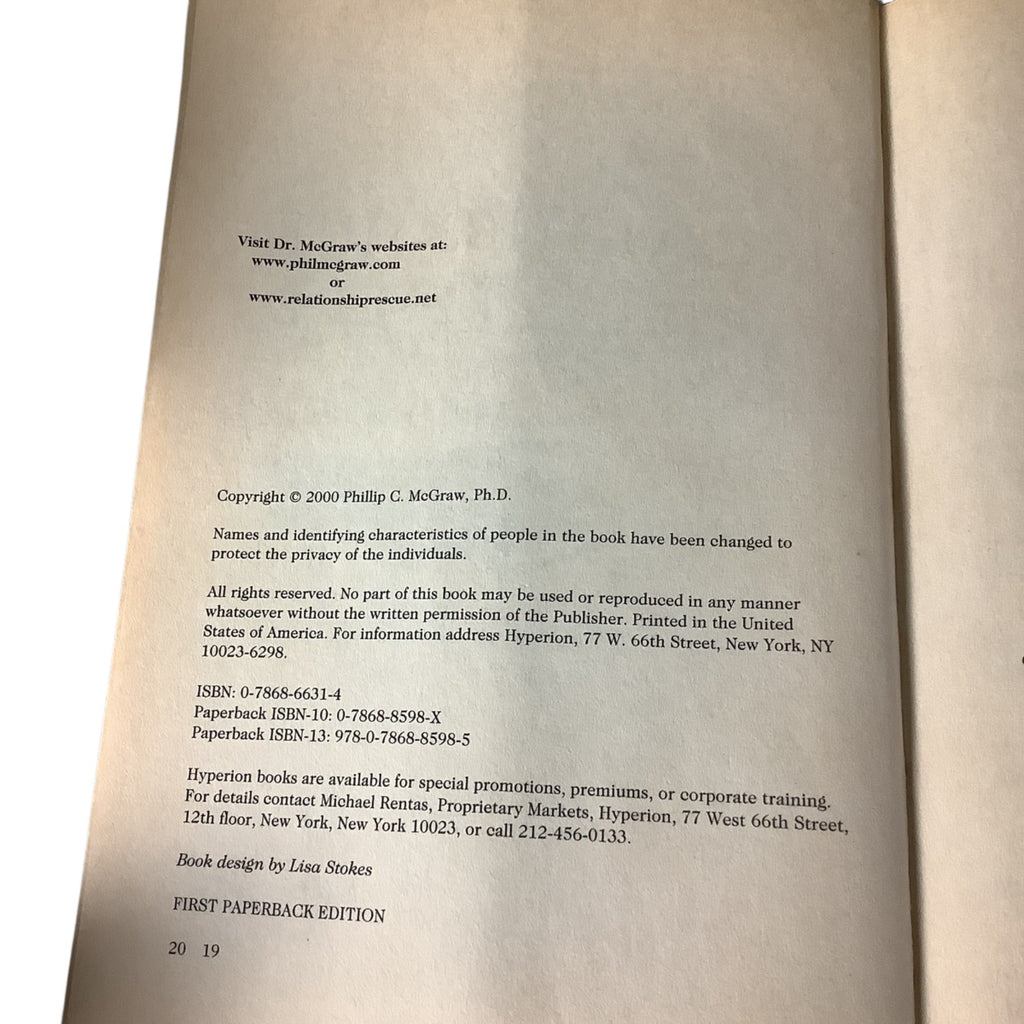 Visit Dr. McGraw's websites at:
www.philmcgraw.com
or
www.relationshiprescue.net
Copyright © 2000 Phillip C. McGraw, Ph.D.
Names and identifying characteristics of people in the book have been changed to
protect the privacy of the individuals.
All rights reserved. No part of this book may be used or reproduced in any manner
whatsoever without the written permission of the Publisher. Printed in the United
States of America. For information address Hyperion, 77 W. 66th Street, New York, NY
10023-6298.
ISBN: 0-7868-6631-4
Paperback ISBN-10: 0-7868-8598-X
Paperback ISBN-13: 978-0-7868-8598-5
Hyperion books are available for special promotions, premiums, or corporate training.
For details contact Michael Rentas, Proprietary Markets, Hyperion, 77 West 66th Street,
12th floor, New York, New York 10023, or call 212-456-0133.
Book design by Lisa Stokes
FIRST PAPERBACK EDITION
20 19